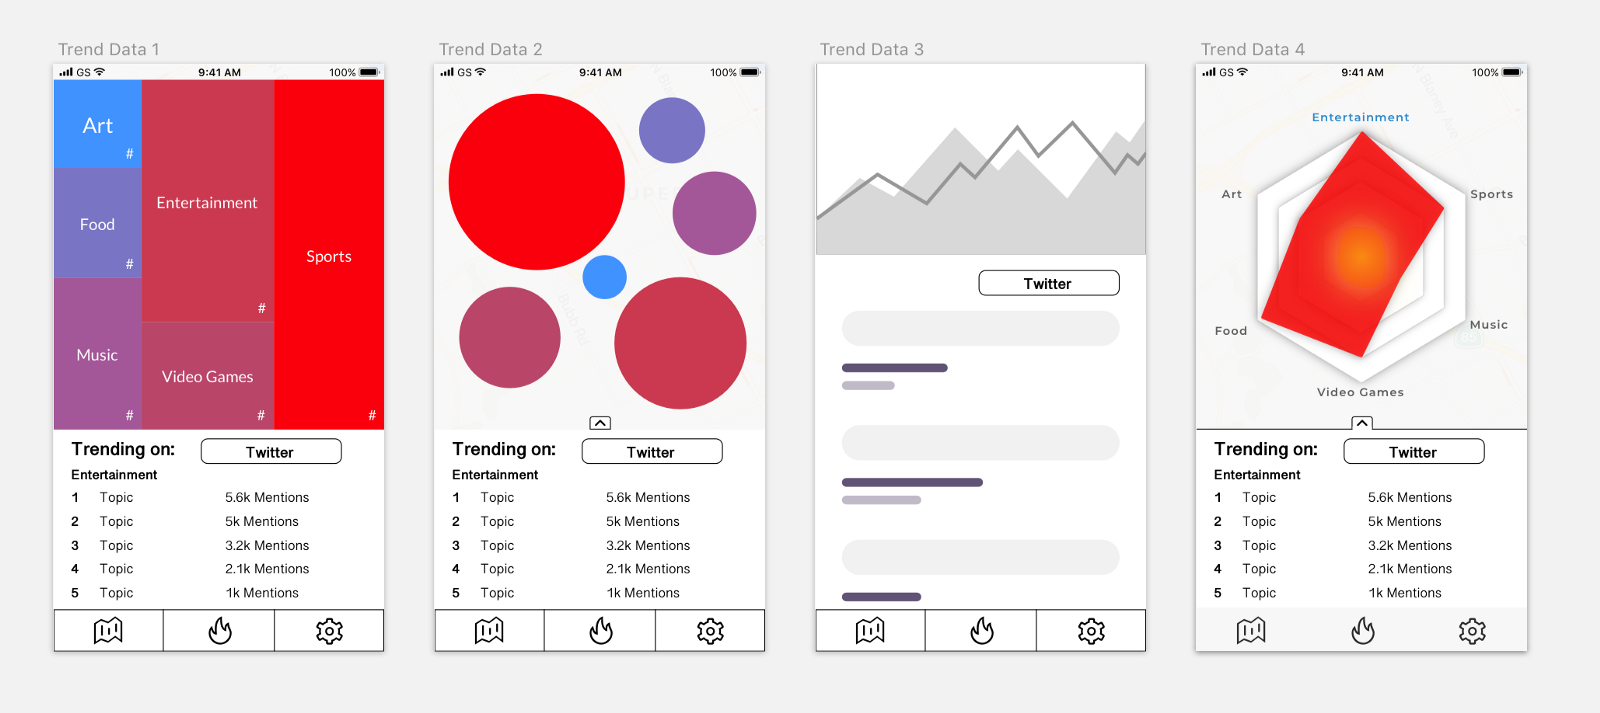 Trend Data 1
GS 9:41 AM 100%
Art
#
Food
#
Music
#
Entertainment
#
Video Games
#
Sports
#
Trending on: Twitter
Entertainment
1 Topic 5.6k Mentions
2 Topic 5k Mentions
3 Topic 3.2k Mentions
4 Topic 2.1k Mentions
5 Topic 1k Mentions
Trend Data 2
GS 9:41 AM 100%
Bubb Rd
Trending on: Twitter
Entertainment
1 Topic 5.6k Mentions
2 Topic 5k Mentions
3 Topic 3.2k Mentions
4 Topic 2.1k Mentions
5 Topic 1k Mentions
Trend Data 3
Twitter
Trend Data 4
GS 9:41 AM 100%
N Blaney Ave
Entertainment
Art
Sports
Food
Music
85
Video Games
Trending on: Twitter
Entertainment
1 Topic 5.6k Mentions
2 Topic 5k Mentions
3 Topic 3.2k Mentions
4 Topic 2.1k Mentions
5 Topic 1k Mentions